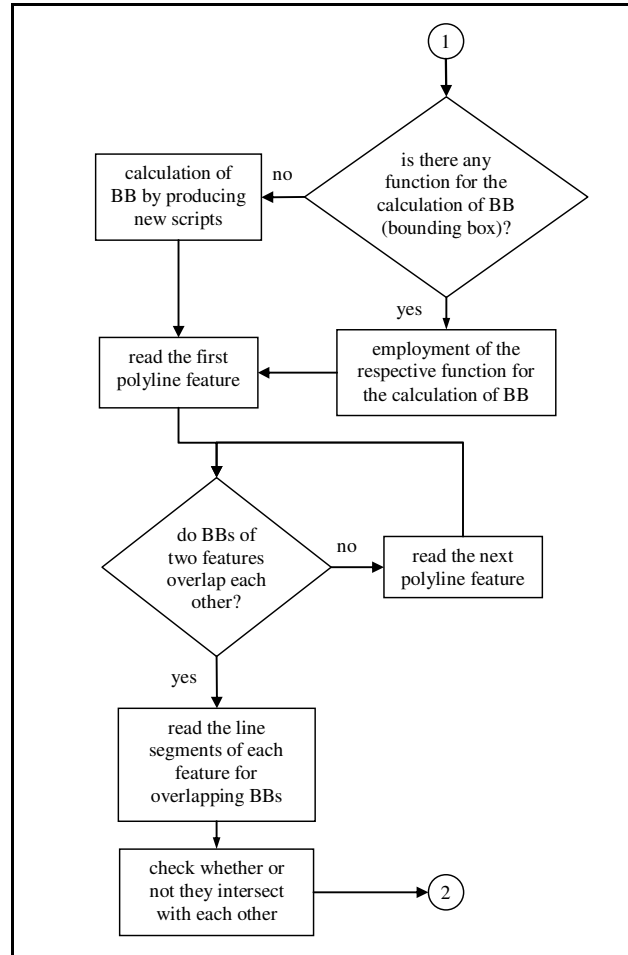 1
is there any
function for the
calculation of BB
(bounding box)?
no
calculation of
BB by producing
new scripts
yes
employment of the
respective function for
the calculation of BB
read the first
polyline feature
do BBs of
two features
overlap each
other?
no
read the next
polyline feature
yes
read the line
segments of each
feature for
overlapping BBs
check whether or
not they intersect
with each other
2